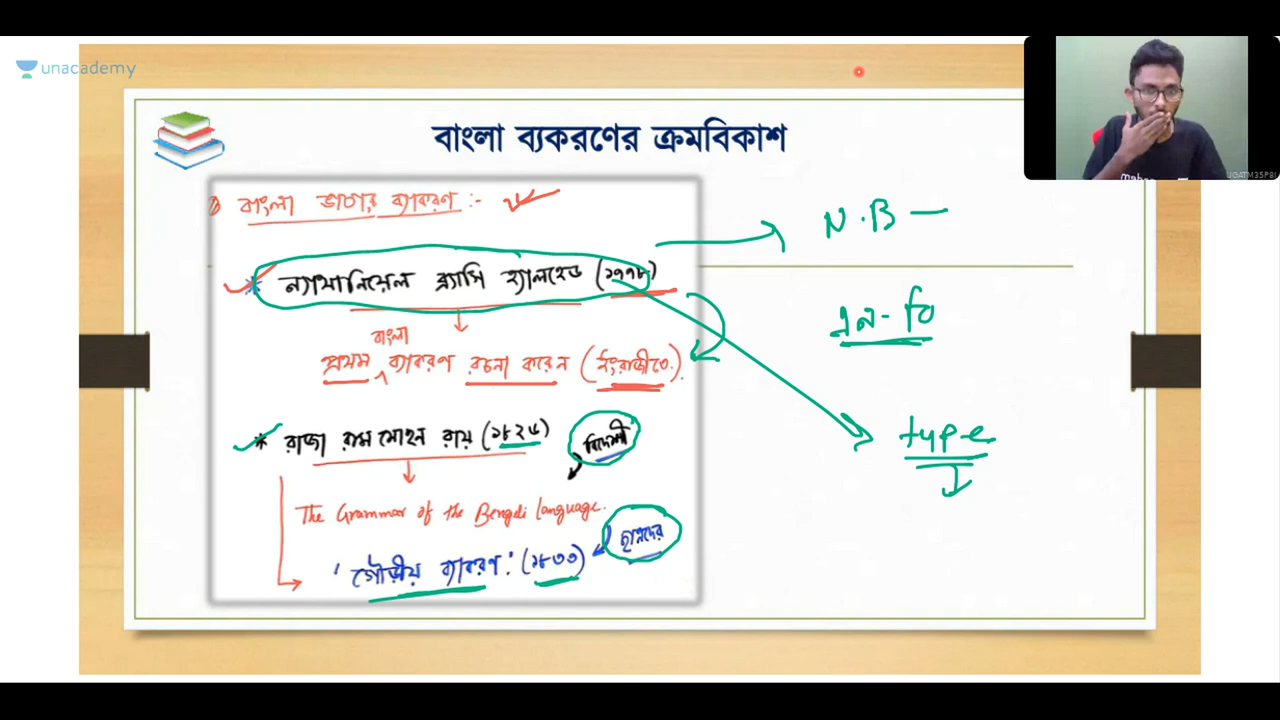 unacademy
বাংলা ব্যকরণের ক্রমবিকাশ
বাংলা ভাষার ব্যাকরণ :-
* ন্যাথানিয়েল ব্র্যাসি হ্যালহেড (১৭৭৮)
N.B —
বাংলা
প্রথম ^ ব্যাকরণ রচনা করেন (ইংরাজীতে).
type
* রাজা রামমোহন রায় (১৮২৬) বিদেশী
The Grammar of the Bengali Language.
'গৌড়ীয় ব্যাকরণ' (১৮৩৩) ছাত্রদের